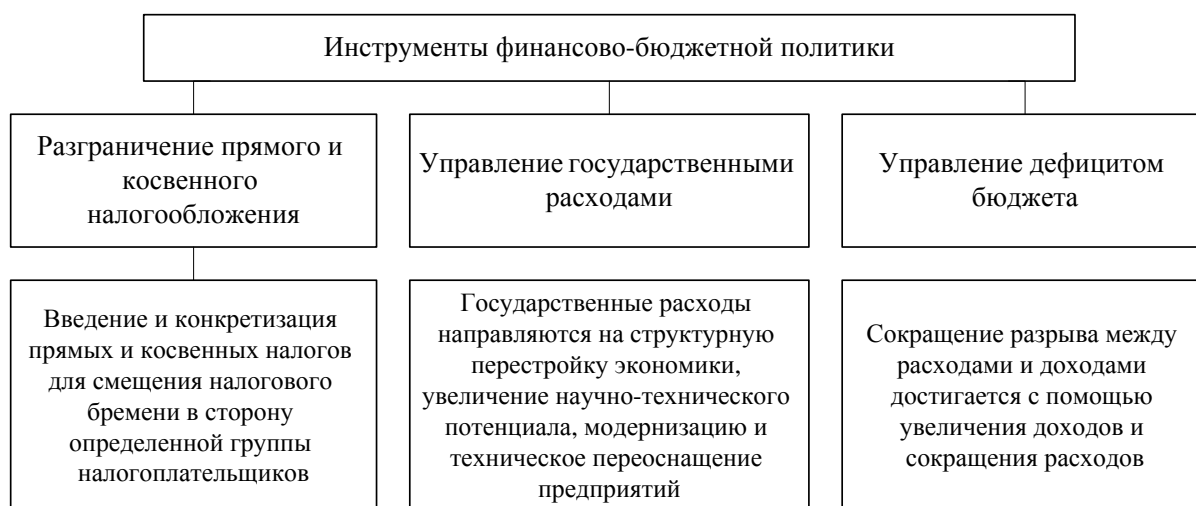 Инструменты финансово-бюджетной политики
Разграничение прямого и
косвенного
налогообложения
Управление государственными
расходами
Управление дефицитом
бюджета
Введение и конкретизация
прямых и косвенных налогов
для смещения налогового
бремени в сторону
определенной группы
налогоплательщиков
Государственные расходы
направляются на структурную
перестройку экономики,
увеличение научно-технического
потенциала, модернизацию и
техническое переоснащение
предприятий
Сокращение разрыва между
расходами и доходами
достигается с помощью
увеличения доходов и
сокращения расходов